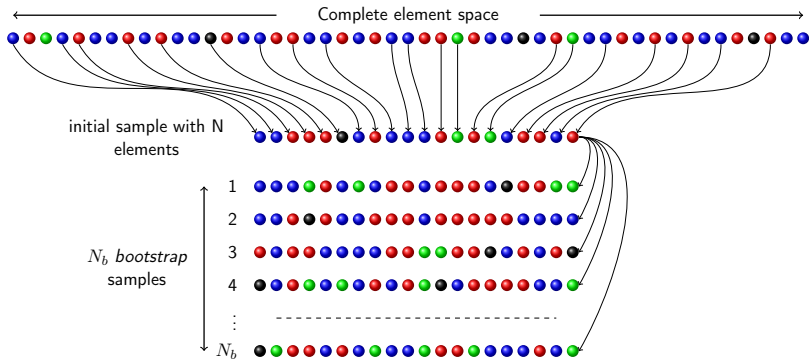 Complete element space
initial sample with N
elements
1
2
N_b bootstrap
samples
3
4
⋮
N_b